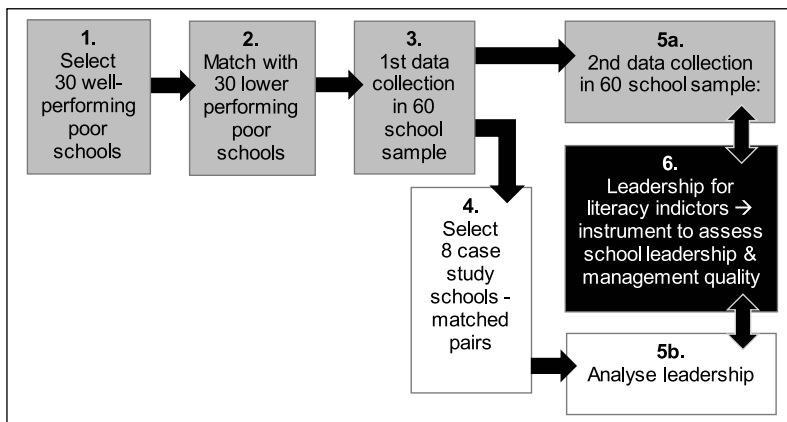 1.
Select
30 well-
performing
poor
schools
2.
Match with
30 lower
performing
poor
schools
3.
1st data
collection
in 60
school
sample
4.
Select
8 case
study
schools -
matched
pairs
5a.
2nd data collection
in 60 school sample:
6.
Leadership for
literacy indictors →
instrument to assess
school leadership &
management quality
5b.
Analyse leadership